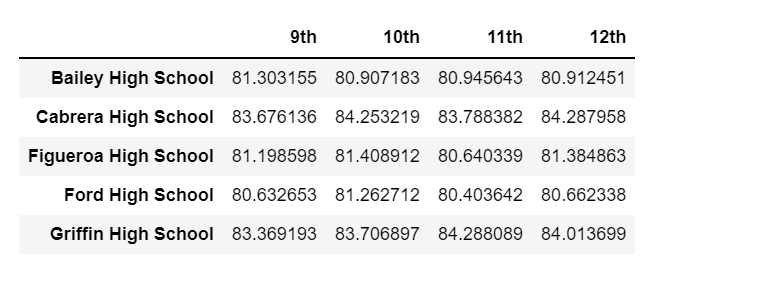 9th 10th 11th 12th
Bailey High School 81.303155 80.907183 80.945643 80.912451
Cabrera High School 83.676136 84.253219 83.788382 84.287958
Figueroa High School 81.198598 81.408912 80.640339 81.384863
Ford High School 80.632653 81.262712 80.403642 80.662338
Griffin High School 83.369193 83.706897 84.288089 84.013699